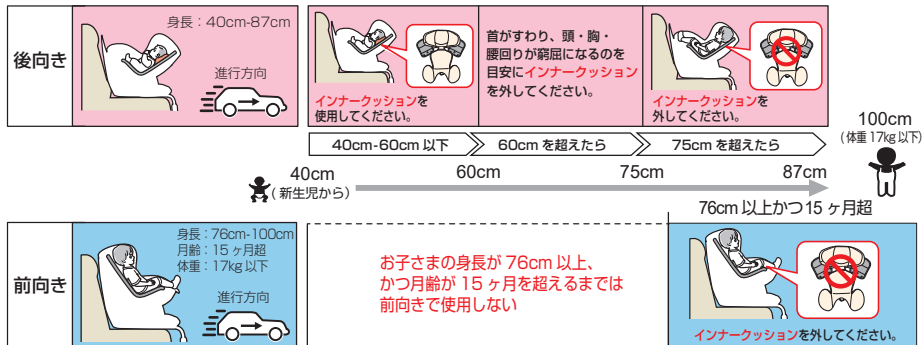 後向き
身長：40cm-87cm
進行方向
インナークッションを
使用してください。
首がすわり、頭・胸・
腰回りが窮屈になるのを
目安にインナークッション
を外してください。
インナークッションを
外してください。
40cm-60cm 以下
60cm を超えたら
75cm を超えたら
40cm
(新生児から)
60cm
75cm
87cm
100cm
(体重 17kg 以下)
76cm 以上かつ 15 ヶ月超
前向き
身長：76cm-100cm
月齢：15 ヶ月超
体重：17kg 以下
進行方向
お子さまの身長が 76cm 以上、
かつ月齢が 15 ヶ月を超えるまでは
前向きで使用しない
インナークッションを外してください。